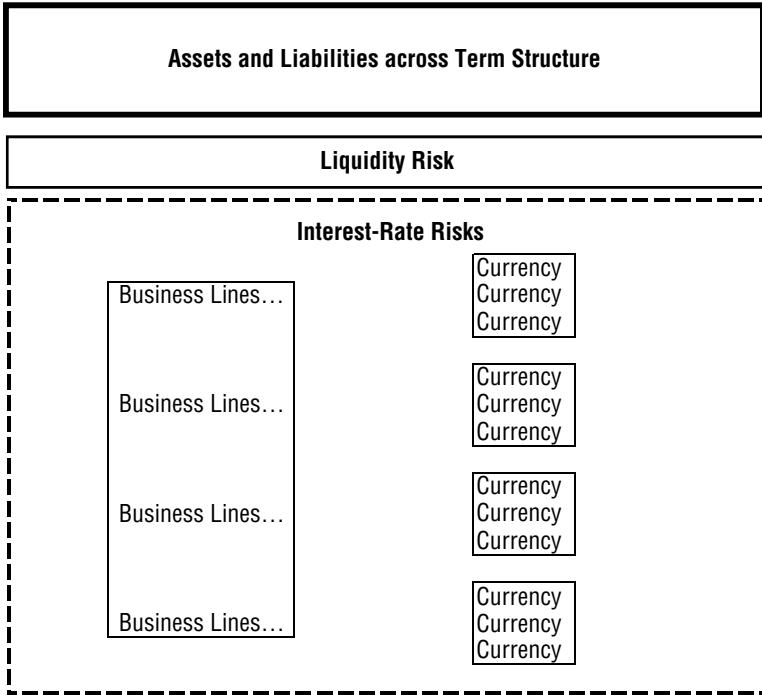 Assets and Liabilities across Term Structure
Liquidity Risk
Interest-Rate Risks
Business Lines…
Currency
Currency
Currency
Business Lines…
Currency
Currency
Currency
Business Lines…
Currency
Currency
Currency
Business Lines…
Currency
Currency
Currency